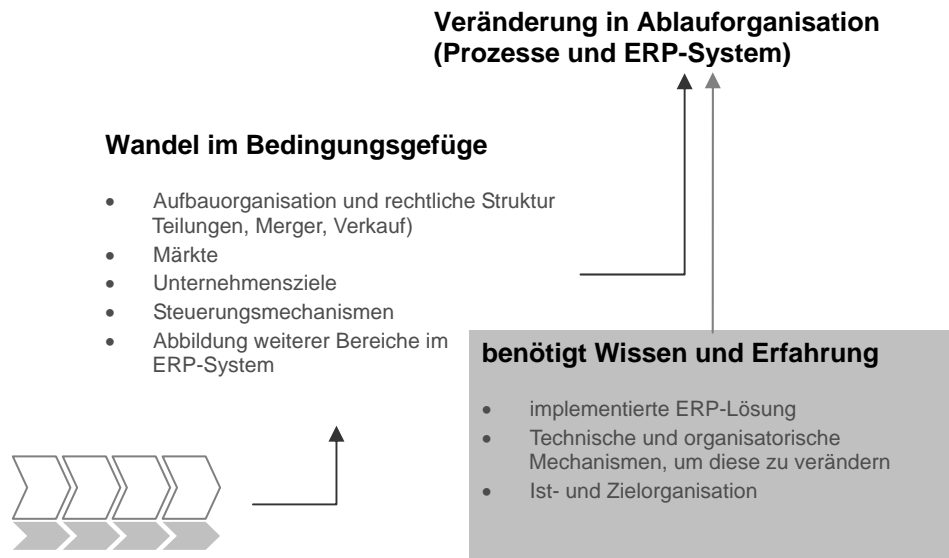 Veränderung in Ablauforganisation
(Prozesse und ERP-System)
Wandel im Bedingungsgefüge
• Aufbauorganisation und rechtliche Struktur
Teilungen, Merger, Verkauf)
• Märkte
• Unternehmensziele
• Steuerungsmechanismen
• Abbildung weiterer Bereiche im
ERP-System
benötigt Wissen und Erfahrung
• implementierte ERP-Lösung
• Technische und organisatorische
Mechanismen, um diese zu verändern
• Ist- und Zielorganisation